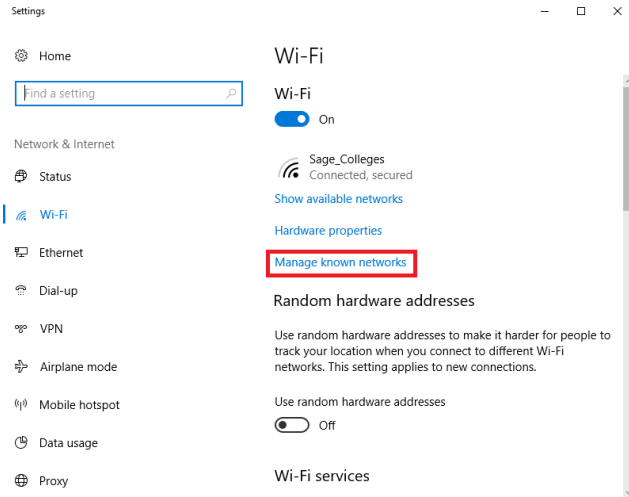 Settings
Home
Find a setting
Network & Internet
Status
Wi-Fi
Ethernet
Dial-up
VPN
Airplane mode
Mobile hotspot
Data usage
Proxy
Wi-Fi
Wi-Fi
On
Sage_Colleges
Connected, secured
Show available networks
Hardware properties
Manage known networks
Random hardware addresses
Use random hardware addresses to make it harder for people to
track your location when you connect to different Wi-Fi
networks. This setting applies to new connections.
Use random hardware addresses
Off
Wi-Fi services